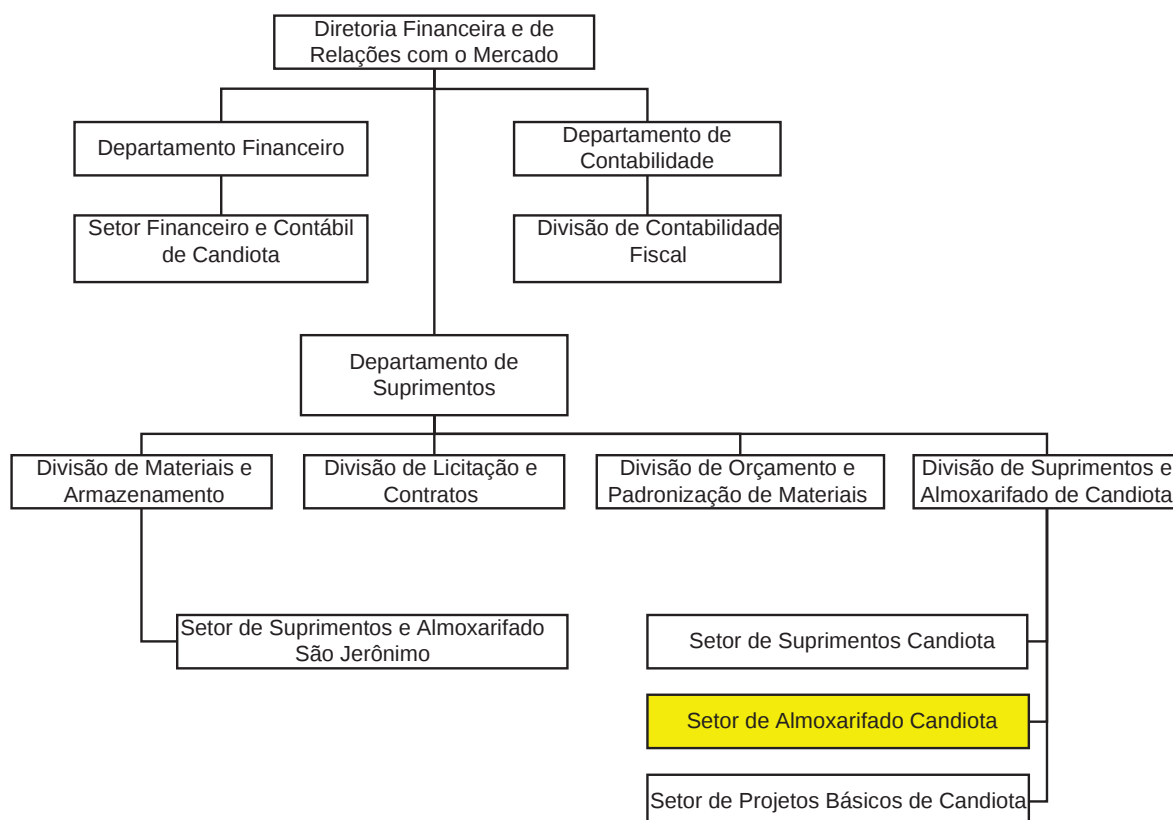 Diretoria Financeira e de
Relações com o Mercado
Departamento Financeiro
Departamento de
Contabilidade
Setor Financeiro e Contábil
de Candiota
Divisão de Contabilidade
Fiscal
Departamento de
Suprimentos
Divisão de Materiais e
Armazenamento
Divisão de Licitação e
Contratos
Divisão de Orçamento e
Padronização de Materiais
Divisão de Suprimentos e
Almoxarifado de Candiota
Setor de Suprimentos e Almoxarifado
São Jerônimo
Setor de Suprimentos Candiota
Setor de Almoxarifado Candiota
Setor de Projetos Básicos de Candiota